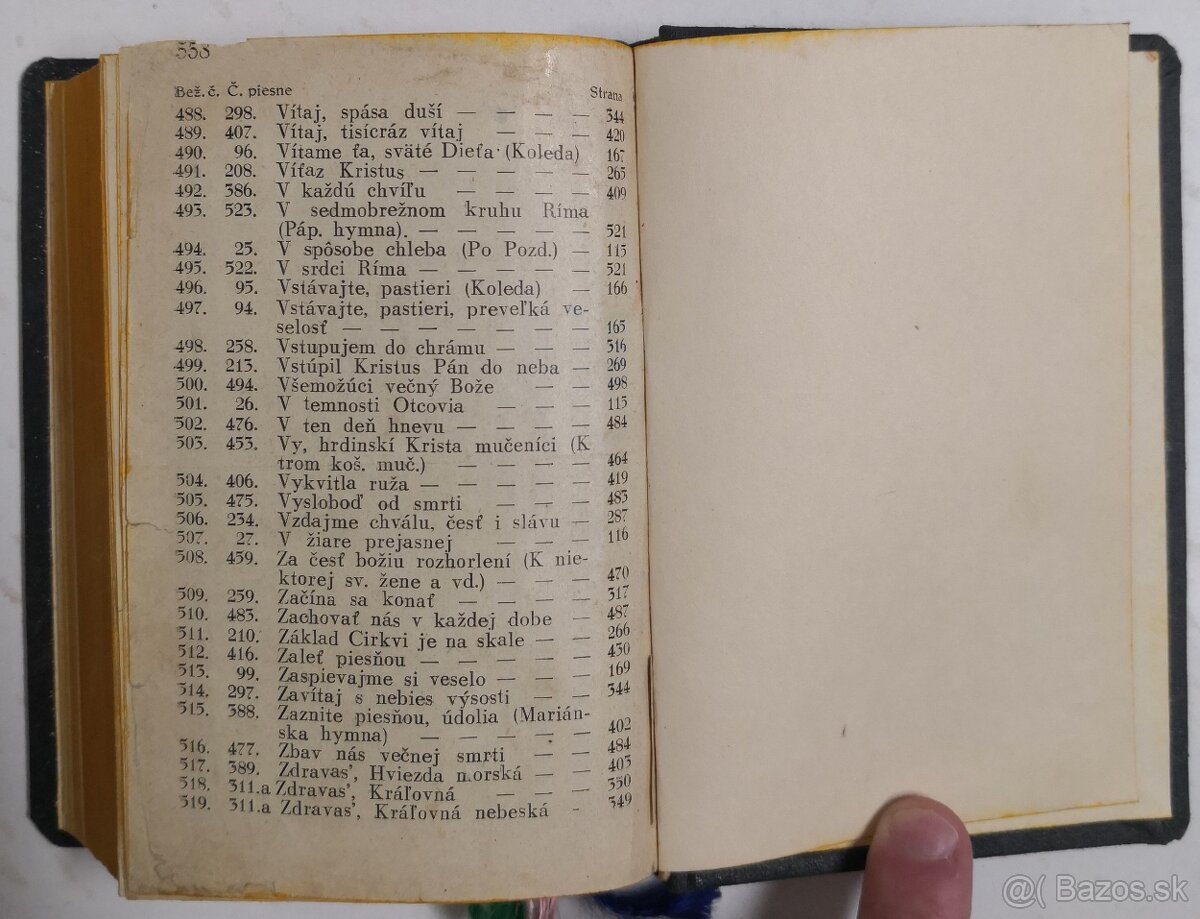 558
Bež. č. Č. piesne Strana
488. 298. Vítaj, spása duší — — — — 344
489. 407. Vítaj, tisícráz vítaj — — — 420
490. 96. Vítame ťa, sväté Dieťa (Koleda) 167
491. 208. Víťaz Kristus — — — — — 265
492. 386. V každú chvíľu — — — — 409
493. 523. V sedmobrežnom kruhu Ríma
(Páp. hymna). — — — — — 521
494. 25. V spôsobe chleba (Po Pozd.) — 115
495. 522. V srdci Ríma — — — — — 521
496. 95. Vstávajte, pastieri (Koleda) — 166
497. 94. Vstávajte, pastieri, preveľká ve-
selosť — — — — — — — 165
498. 258. Vstupujem do chrámu — — — 316
499. 213. Vstúpil Kristus Pán do neba — 269
500. 494. Všemožúci večný Bože — — 498
501. 26. V temnosti Otcovia — — — 115
502. 476. V ten deň hnevu — — — — 484
503. 453. Vy, hrdinskí Krista mučeníci (K
trom koš. muč.) — — — — 464
504. 406. Vykvitla ruža — — — — — 419
505. 475. Vysloboď od smrti — — — 483
506. 234. Vzdajme chválu, česť i slávu — 287
507. 27. V žiare prejasnej — — — 116
508. 459. Za česť božiu rozhorlení (K nie-
ktorej sv. žene a vd.) — — — 470
509. 259. Začína sa konať — — — — 317
510. 483. Zachovať nás v každej dobe — 487
511. 210. Základ Cirkvi je na skale — — 266
512. 416. Zaleť piesňou — — — — — 430
513. 99. Zaspievajme si veselo — — — 169
514. 297. Zavítaj s nebies výsosti — — 344
515. 388. Zaznite piesňou, údolia (Marián-
ska hymna) — — — — — 402
516. 477. Zbav nás večnej smrti — — 484
517. 389. Zdravas', Hviezda morská — — 403
518. 311.a Zdravas', Kráľovná — — — 350
519. 311.a Zdravas', Kráľovná nebeská - 349
@( Bazos.sk